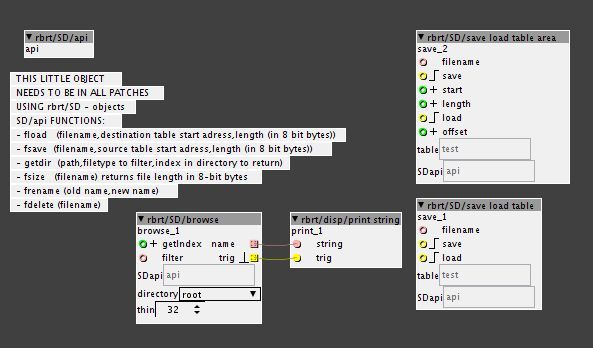 rbrt/SD/api
api
THIS LITTLE OBJECT
NEEDS TO BE IN ALL PATCHES
USING rbrt/SD - objects
SD/api FUNCTIONS:
- fload (filename,destination table start adress,length (in 8 bit bytes))
- fsave (filename,source table start adress,length (in 8 bit bytes))
- getdir (path,filetype to filter,index in directory to return)
- fsize (filename) returns file length in 8-bit bytes
- frename (old name,new name)
- fdelete (filename)
rbrt/SD/browse
browse_1
getIndex name
filter trig
SDapi api
directory root
thin 32
rbrt/disp/print string
print_1
string
trig
rbrt/SD/save load table area
save_2
filename
save
start
length
load
offset
table test
SDapi api
rbrt/SD/save load table
save_1
filename
save
load
table test
SDapi api